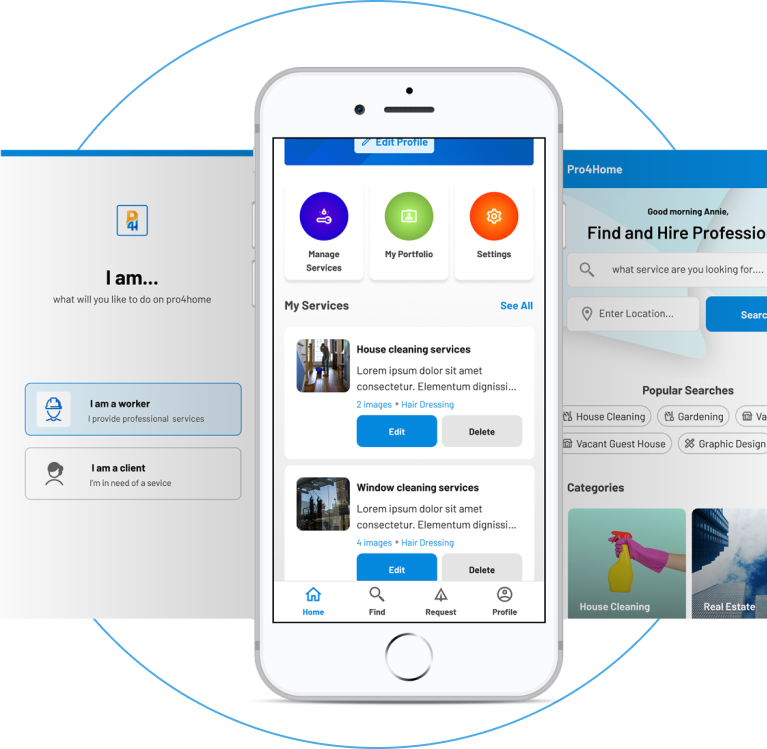 P
4H
I am...
what will you like to do on pro4home
I am a worker
I provide professional services
I am a client
I'm in need of a sevice
Edit Profile
Manage
Services
My Portfolio
Settings
My Services
See All
House cleaning services
Lorem ipsum dolor sit amet
consectetur. Elementum dignissi...
2 images • Hair Dressing
Edit
Delete
Window cleaning services
Lorem ipsum dolor sit amet
consectetur. Elementum dignissi...
4 images • Hair Dressing
Edit
Delete
Home
Find
Request
Profile
Pro4Home
Good morning Annie,
Find and Hire Professio
what service are you looking for....
Enter Location...
Searc
Popular Searches
House Cleaning
Gardening
Va
Vacant Guest House
Graphic Design
Categories
House Cleaning
Real Estate